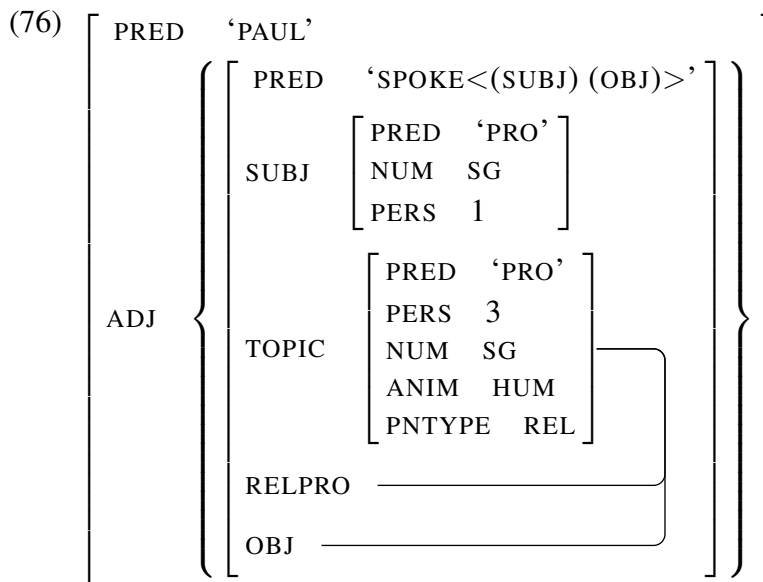 (76)
PRED ‘PAUL’
PRED ‘SPOKE<(SUBJ) (OBJ)>’
PRED ‘PRO’
SUBJ NUM SG
PERS 1
PRED ‘PRO’
PERS 3
ADJ
TOPIC NUM SG
ANIM HUM
PNTYPE REL
RELPRO
OBJ